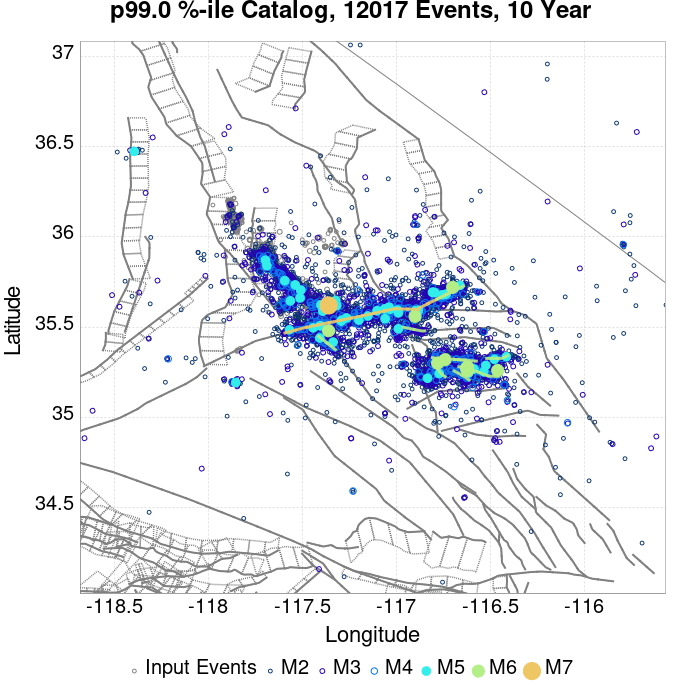 p99.0 %-ile Catalog, 12017 Events, 10 Year
37
36.5
36
35.5
35
34.5
Latitude
-118.5 -118 -117.5 -117 -116.5 -116
Longitude
Input Events M2 M3 M4 M5 M6 M7